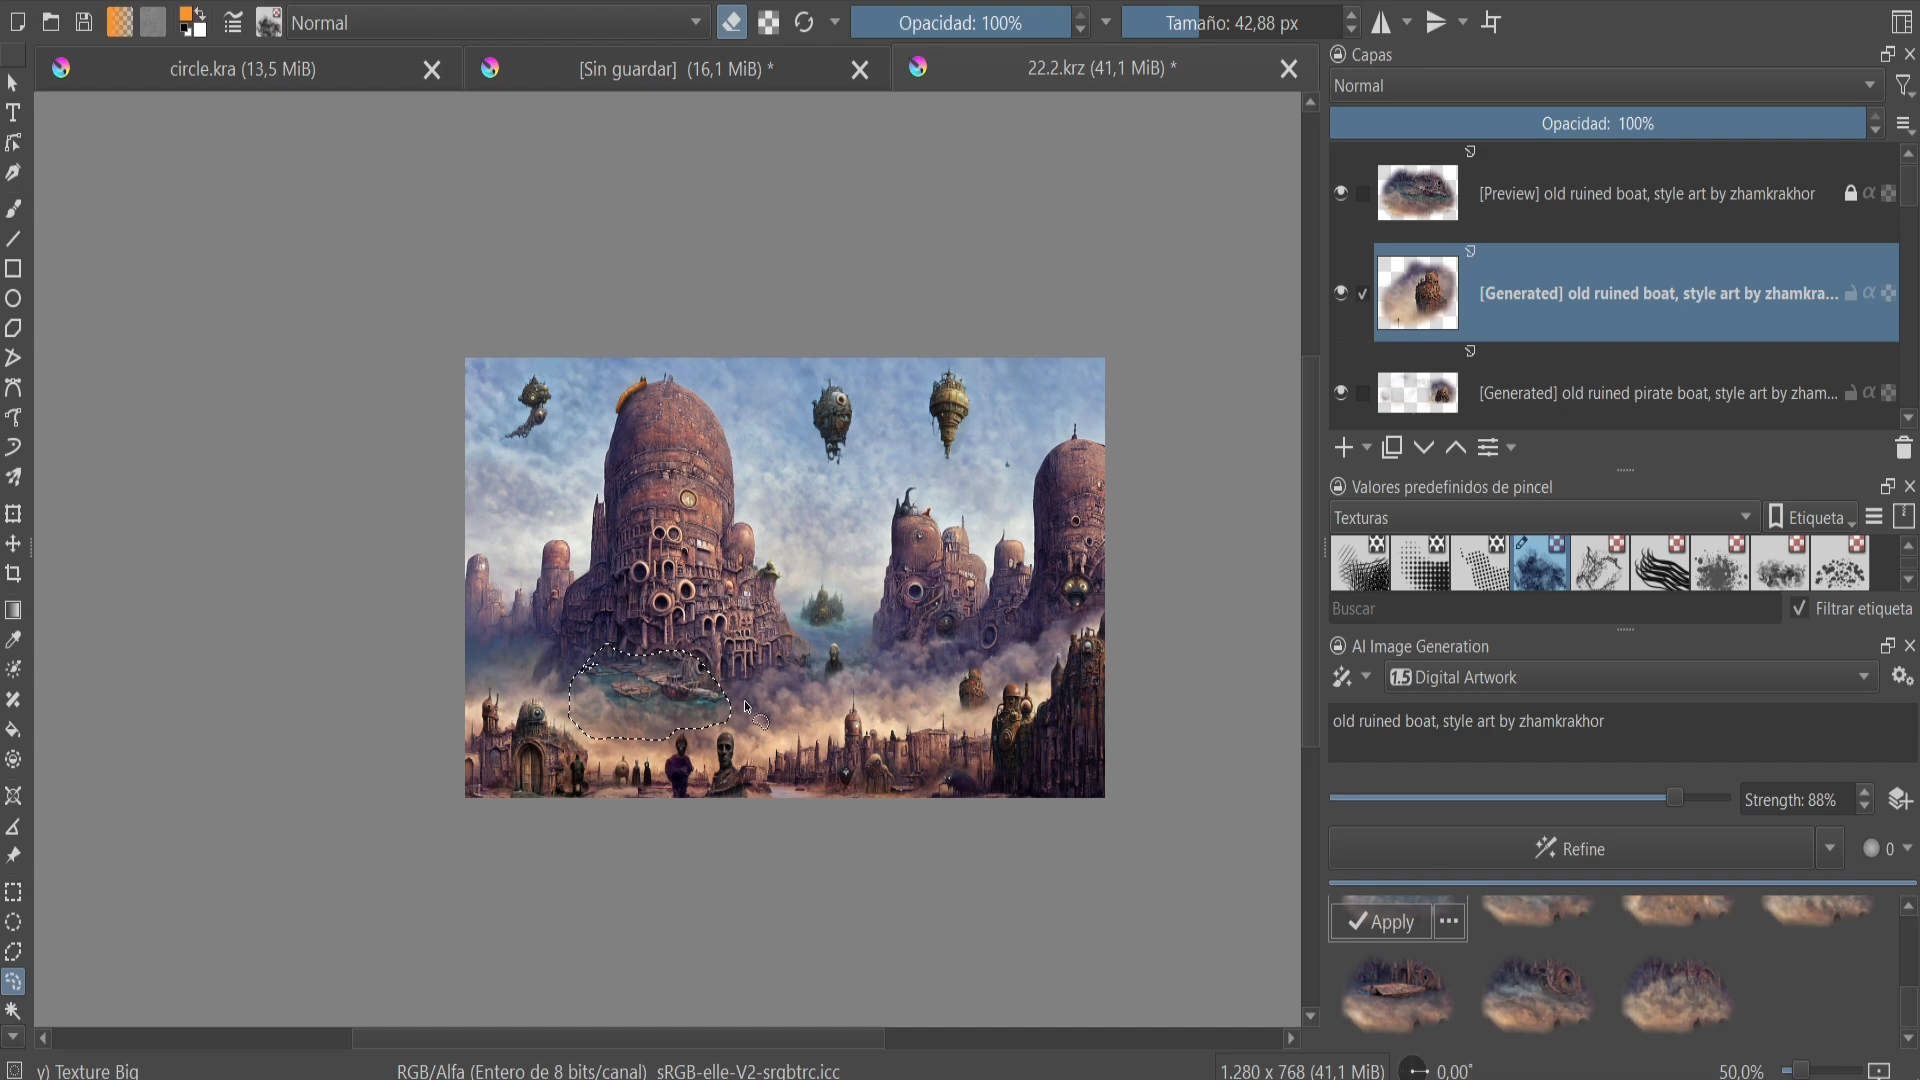 Normal
Opacidad: 100%
Tamaño: 42,88 px
circle.kra (13,5 MiB)
[Sin guardar] (16,1 MiB) *
22.2.krz (41,1 MiB) *
Capas
Normal
Opacidad: 100%
[Preview] old ruined boat, style art by zhamkrakhor
[Generated] old ruined boat, style art by zhamkra...
[Generated] old ruined pirate boat, style art by zham...
Valores predefinidos de pincel
Texturas
Etiqueta
Buscar
Filtrar etiqueta
AI Image Generation
1.5 Digital Artwork
old ruined boat, style art by zhamkrakhor
Strength: 88%
Refine
0
Apply
y) Texture Big
RGB/Alfa (Entero de 8 bits/canal) sRGB-elle-V2-srgbtrc.icc
1.280 x 768 (41,1 MiB)
0,00°
50,0%